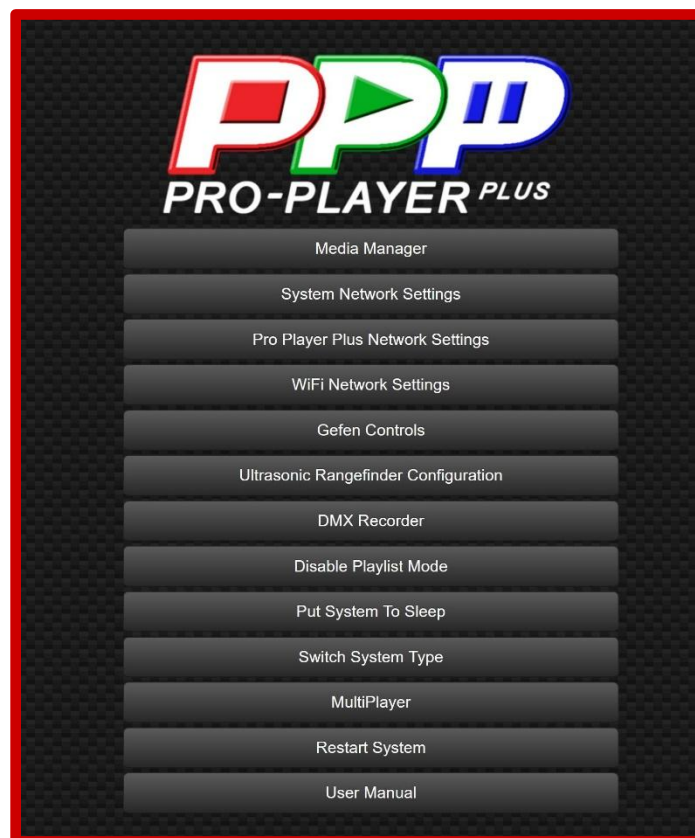 PPP
PRO-PLAYER PLUS
Media Manager
System Network Settings
Pro Player Plus Network Settings
WiFi Network Settings
Gefen Controls
Ultrasonic Rangefinder Configuration
DMX Recorder
Disable Playlist Mode
Put System To Sleep
Switch System Type
MultiPlayer
Restart System
User Manual